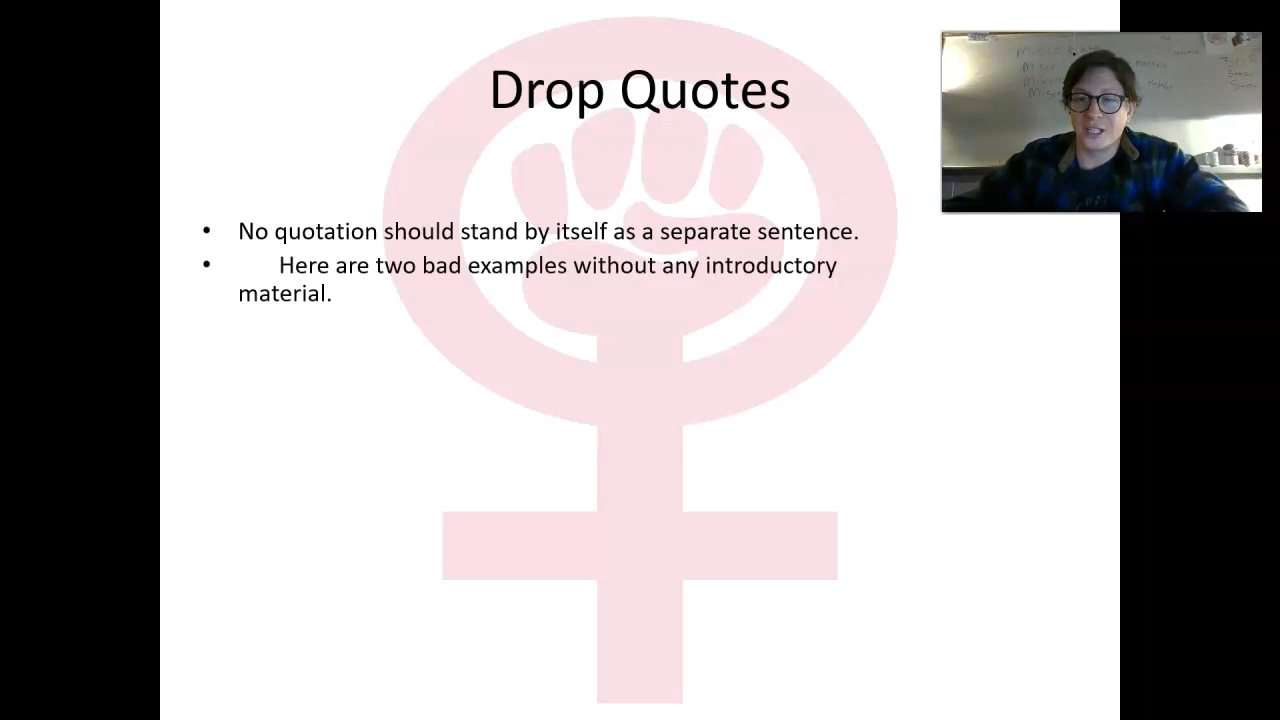 Drop Quotes
• No quotation should stand by itself as a separate sentence.
• Here are two bad examples without any introductory
material.